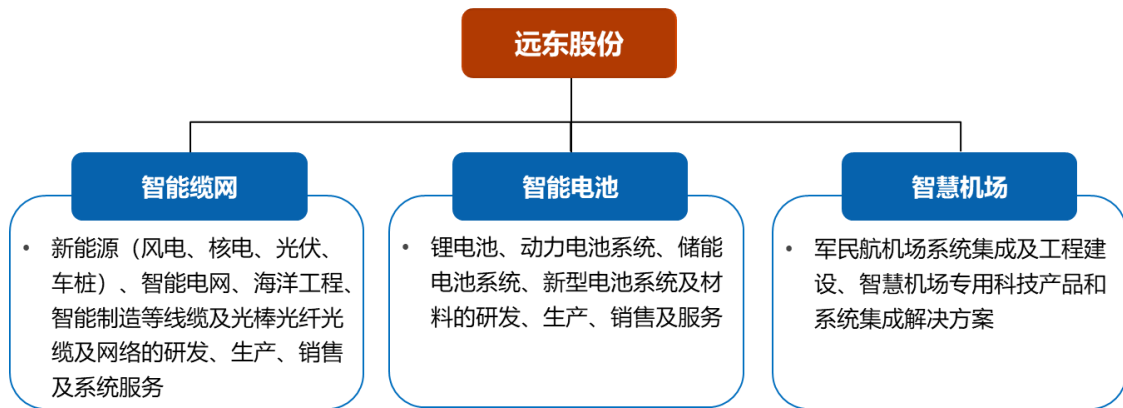 远东股份
智能缆网
• 新能源（风电、核电、光伏、
车桩）、智能电网、海洋工程、
智能制造等线缆及光棒光纤光
缆及网络的研发、生产、销售
及系统服务
智能电池
• 锂电池、动力电池系统、储能
电池系统、新型电池系统及材
料的研发、生产、销售及服务
智慧机场
• 军民航机场系统集成及工程建
设、智慧机场专用科技产品和
系统集成解决方案